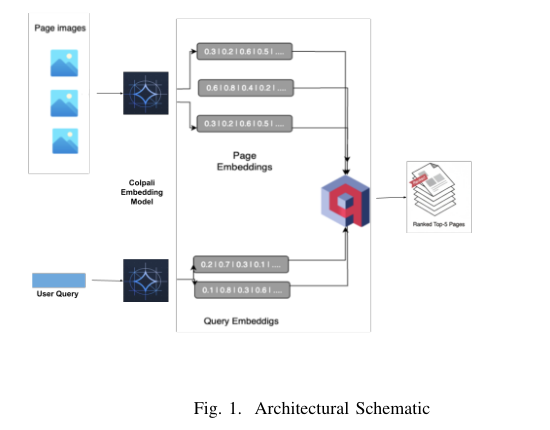 Page images
0.3 | 0.2 | 0.6 | 0.5 | ....
0.6 | 0.8 | 0.4 | 0.2 | ....
0.3 | 0.2 | 0.6 | 0.5 | ....
Page
Embeddings
Colpali
Embedding
Model
Ranked Top-5 Pages
User Query
0.2 | 0.7 | 0.3 | 0.1 | ....
0.1 | 0.8 | 0.3 | 0.6 | ....
Query Embeddigs
Fig. 1. Architectural Schematic